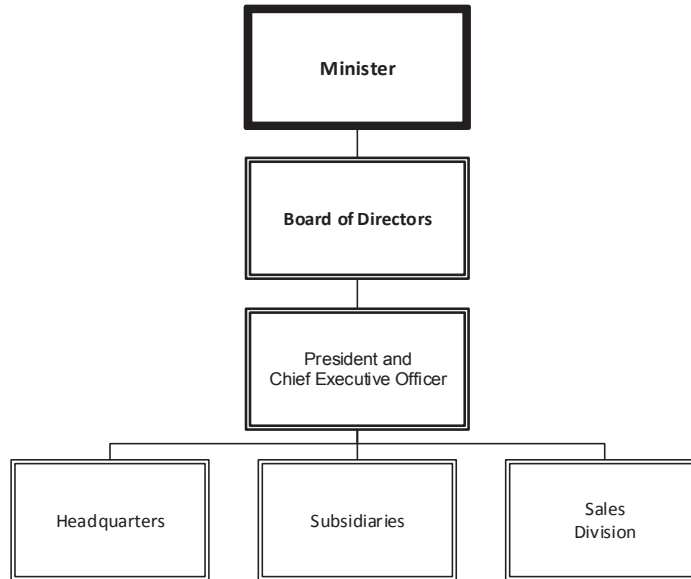 Minister
Board of Directors
President and
Chief Executive Officer
Headquarters
Subsidiaries
Sales
Division